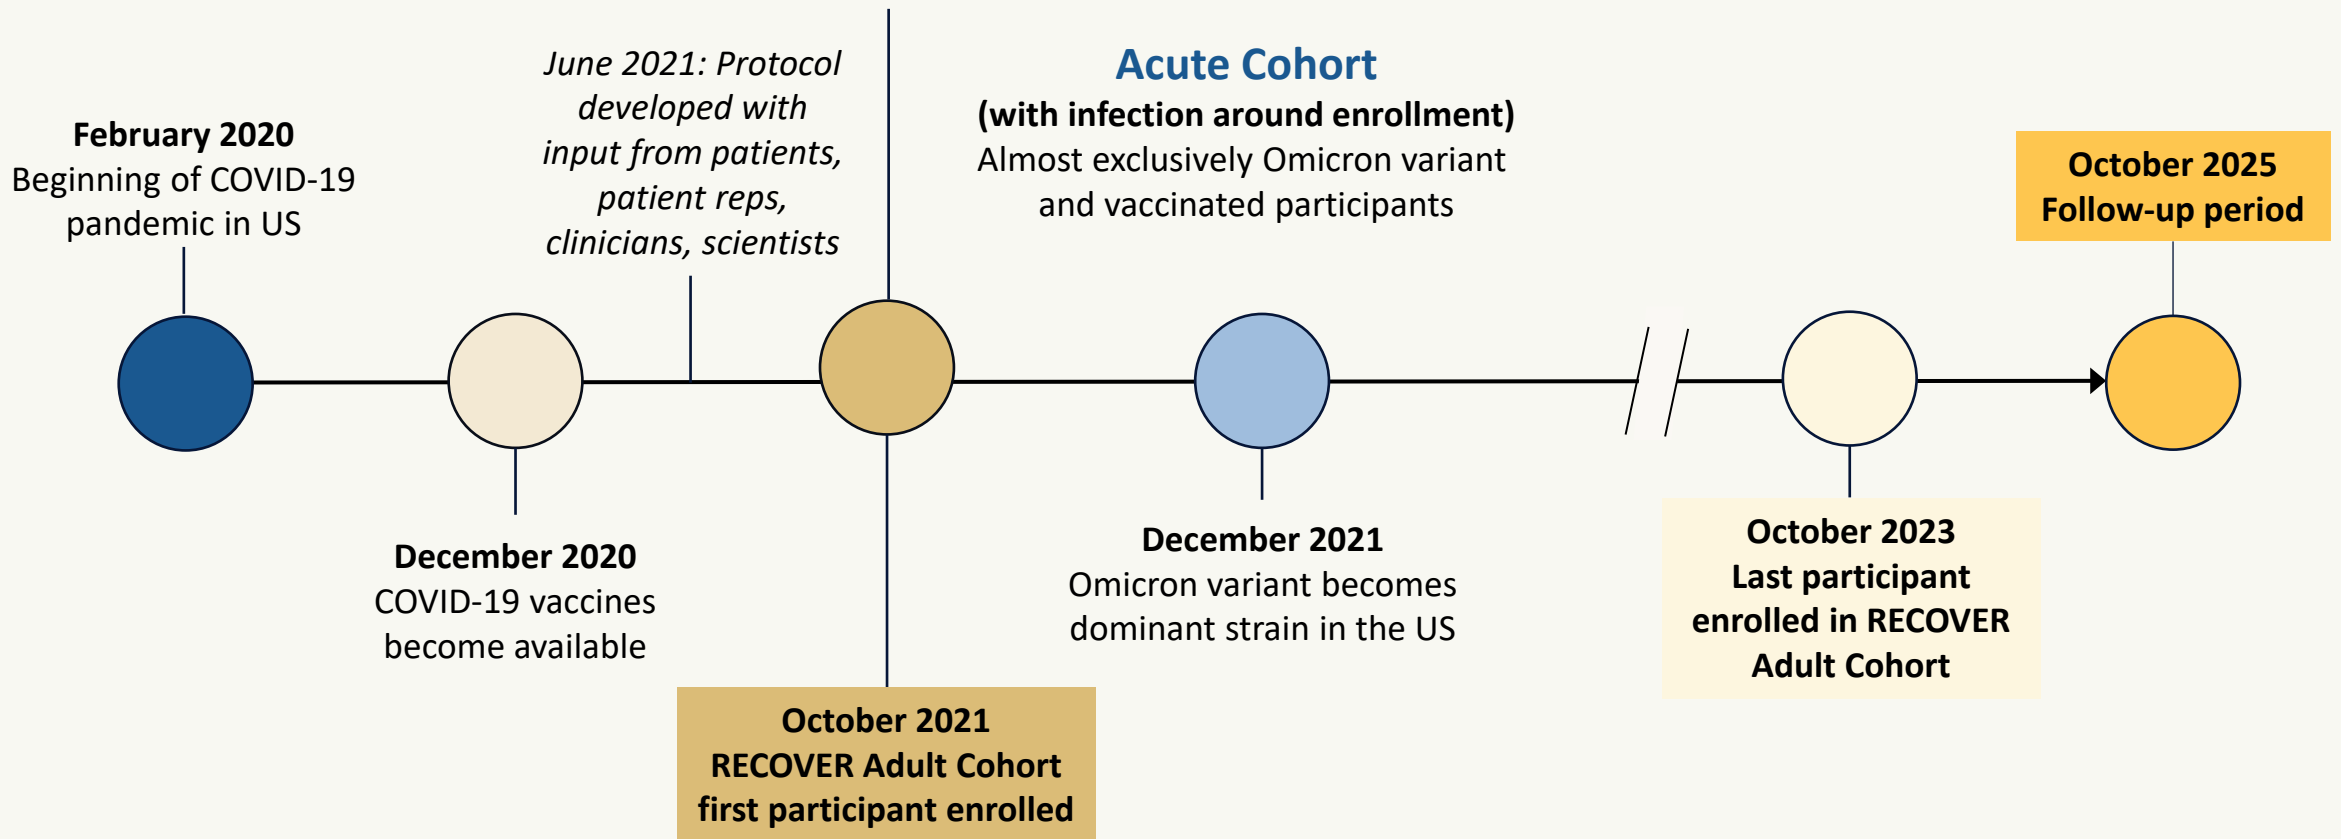 February 2020
Beginning of COVID-19
pandemic in US
December 2020
COVID-19 vaccines
become available
June 2021: Protocol
developed with
input from patients,
patient reps,
clinicians, scientists
October 2021
RECOVER Adult Cohort
first participant enrolled
Acute Cohort
(with infection around enrollment)
Almost exclusively Omicron variant
and vaccinated participants
December 2021
Omicron variant becomes
dominant strain in the US
October 2023
Last participant
enrolled in RECOVER
Adult Cohort
October 2025
Follow-up period